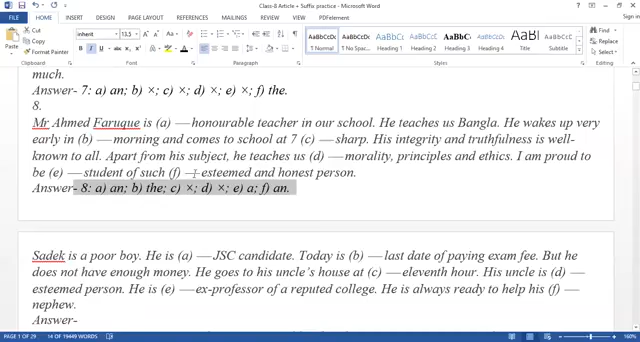 Class-8 Article + Suffix practice - Microsoft Word
Sign in
FILE HOME INSERT DESIGN PAGE LAYOUT REFERENCES MAILINGS REVIEW VIEW PDFelement
Cut
Copy
Format Painter
Paste
Clipboard
inherit 13.5
Font
Paragraph
AaBbCcDc AaBbCcDc AaBbC AaBbCc AaBbC AaBbCcD AaBl AaBbCcD
¶ Normal ¶ No Spac... Heading 1 Heading 2 Heading 3 Heading 4 Title Subtitle
Styles
Find
Replace
Select
Editing
much.
Answer- 7: a) an; b) ×; c) ×; d) ×; e) ×; f) the.
8.
Mr Ahmed Faruque is (a) — honourable teacher in our school. He teaches us Bangla. He wakes up very
early in (b) — morning and comes to school at 7 (c) — sharp. His integrity and truthfulness is well-
known to all. Apart from his subject, he teaches us (d) — morality, principles and ethics. I am proud to
be (e) — student of such (f) — esteemed and honest person.
Answer- 8: a) an; b) the; c) ×; d) ×; e) a; f) an.
Sadek is a poor boy. He is (a) — JSC candidate. Today is (b) — last date of paying exam fee. But he
does not have enough money. He goes to his uncle's house at (c) — eleventh hour. His uncle is (d) —
esteemed person. He is (e) — ex-professor of a reputed college. He is always ready to help his (f) —
nephew.
Answer-
PAGE 1 OF 29 14 OF 19449 WORDS
160%